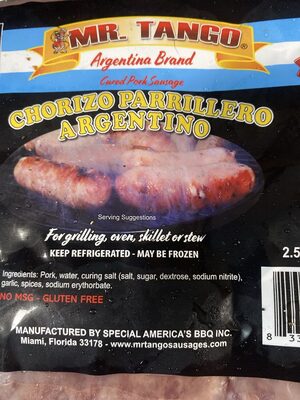 MR. TANGO
Argentina Brand
Cured Pork Sausage
CHORIZO PARRILLERO
ARGENTINO
Serving Suggestions
For grilling, oven, skillet or stew
KEEP REFRIGERATED - MAY BE FROZEN
2.5
Ingredients: Pork, water, curing salt (salt, sugar, dextrose, sodium nitrite),
garlic, spices, sodium erythorbate.
NO MSG - GLUTEN FREE
MANUFACTURED BY SPECIAL AMERICA'S BBQ INC.
Miami, Florida 33178 - www.mrtangosausages.com
8 33